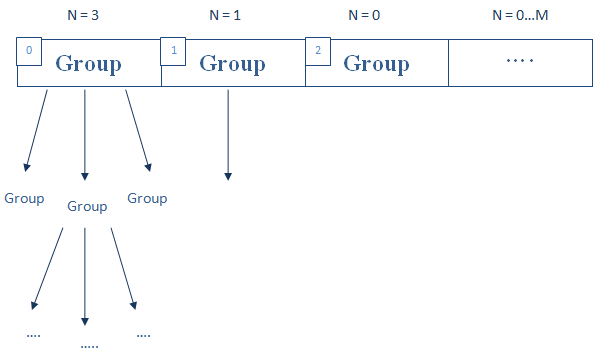 N = 3 N = 1 N = 0 N = 0...M
0 Group 1 Group 2 Group ....
Group Group Group
.... ..... ....